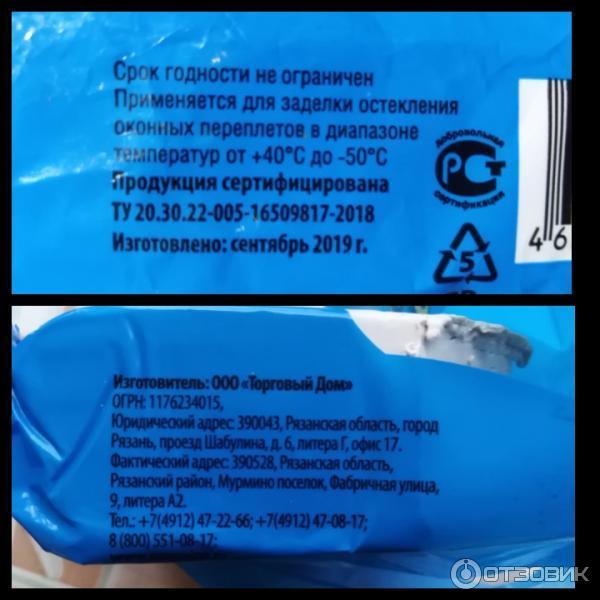 Срок годности не ограничен
Применяется для заделки остекления
оконных переплетов в диапазоне
температур от +40°С до -50°С
Продукция сертифицирована
ТУ 20.30.22-005-16509817-2018
Изготовлено: сентябрь 2019 г.
добровольная
РСТ
сертификация
5
46
Изготовитель: ООО «Торговый Дом»
ОГРН: 1176234015,
Юридический адрес: 390043, Рязанская область, город
Рязань, проезд Шабулина, д. 6, литера Г, офис 17.
Фактический адрес: 390528, Рязанская область,
Рязанский район, Мурмино поселок, Фабричная улица,
9, литера А2.
Тел.: +7(4912) 47-22-66; +7(4912) 47-08-17;
8 (800) 551-08-17;
ОТЗОВИК